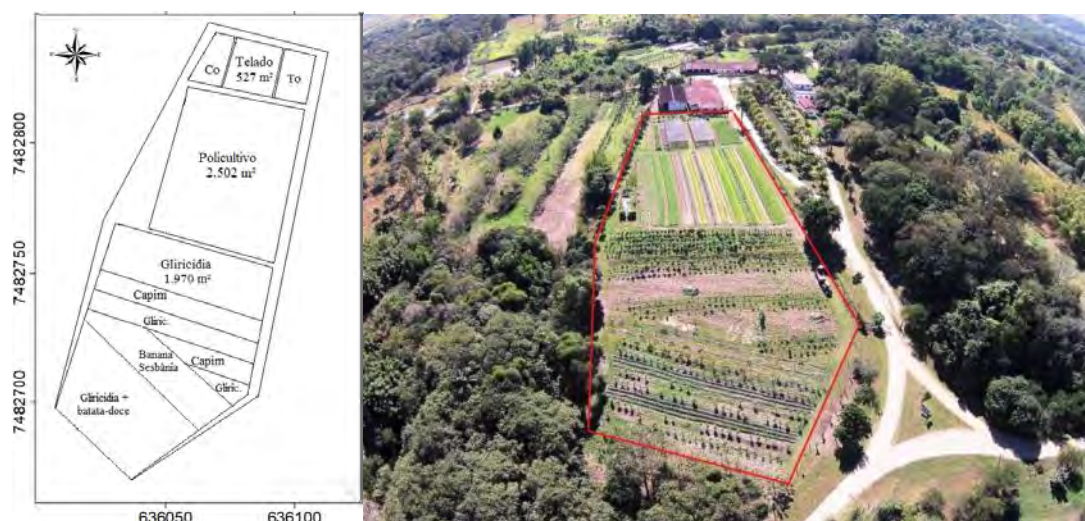 Co
Telado
527 m²
To
Policultivo
2.502 m²
Gliricídia
1.970 m²
Capim
Gliric.
Banana
Sesbânia
Capim
Gliric.
Gliricídia +
batata-doce
7482800
7482750
7482700
636050
636100